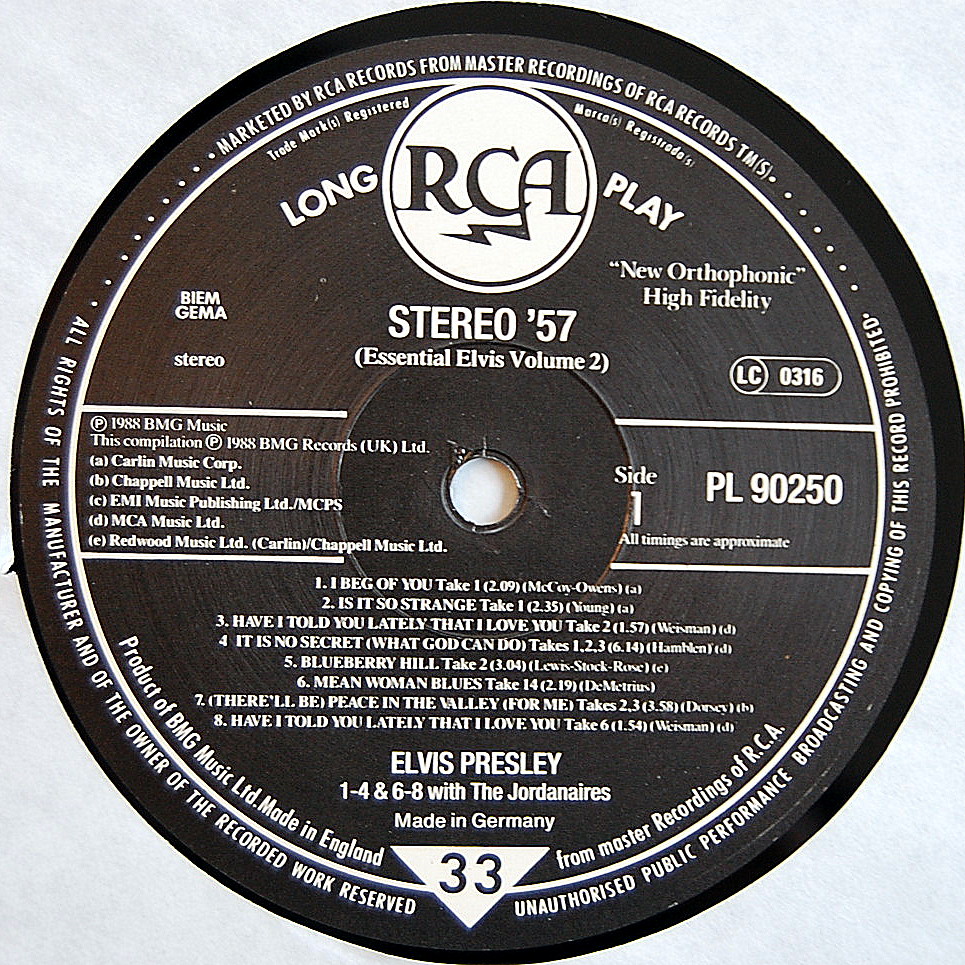 • MARKETED BY RCA RECORDS FROM MASTER RECORDINGS OF RCA RECORDS TM(S).
Trade Mark(s) Registered
Marca(s) Registrada(s)
LONG RCA PLAY
"New Orthophonic"
High Fidelity
BIEM
GEMA
stereo
STEREO '57
(Essential Elvis Volume 2)
LC 0316
Ⓟ 1988 BMG Music
This compilation Ⓟ 1988 BMG Records (UK) Ltd.
(a) Carlin Music Corp.
(b) Chappell Music Ltd.
(c) EMI Music Publishing Ltd./MCPS
(d) MCA Music Ltd.
(e) Redwood Music Ltd. (Carlin)/Chappell Music Ltd.
Side
1
PL 90250
All timings are approximate
1. I BEG OF YOU Take 1 (2.09) (McCoy-Owens) (a)
2. IS IT SO STRANGE Take 1 (2.35) (Young) (a)
3. HAVE I TOLD YOU LATELY THAT I LOVE YOU Take 2 (1.57) (Weisman) (d)
4 IT IS NO SECRET (WHAT GOD CAN DO) Takes 1,2,3 (6.14) (Hamblen) (d)
5. BLUEBERRY HILL Take 2 (3.04) (Lewis-Stock-Rose) (e)
6. MEAN WOMAN BLUES Take 14 (2.19) (DeMetrius)
7. (THERE'LL BE) PEACE IN THE VALLEY (FOR ME) Takes 2,3 (3.58) (Dorsey) (b)
8. HAVE I TOLD YOU LATELY THAT I LOVE YOU Take 6 (1.54) (Weisman) (d)
ELVIS PRESLEY
1-4 & 6-8 with The Jordanaires
Made in Germany
33
Product of BMG Music Ltd. Made in England
from master Recordings of R.C.A.
ALL RIGHTS OF THE MANUFACTURER AND OF THE OWNER OF THE RECORDED WORK RESERVED
UNAUTHORISED PUBLIC PERFORMANCE BROADCASTING AND COPYING OF THIS RECORD PROHIBITED•